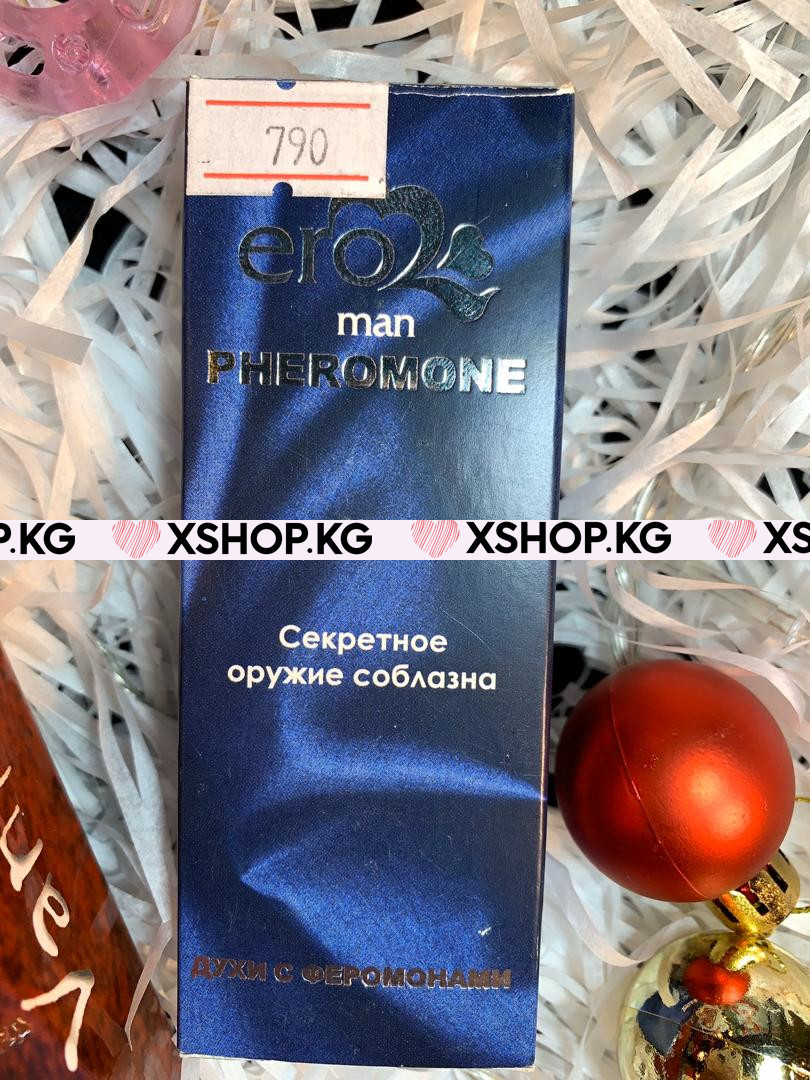 790
ero
man
PHEROMONE
P.KG XSHOP.KG XSHOP.KG XS
Секретное
оружие соблазна
ДУХИ С ФЕРОМОНАМИ